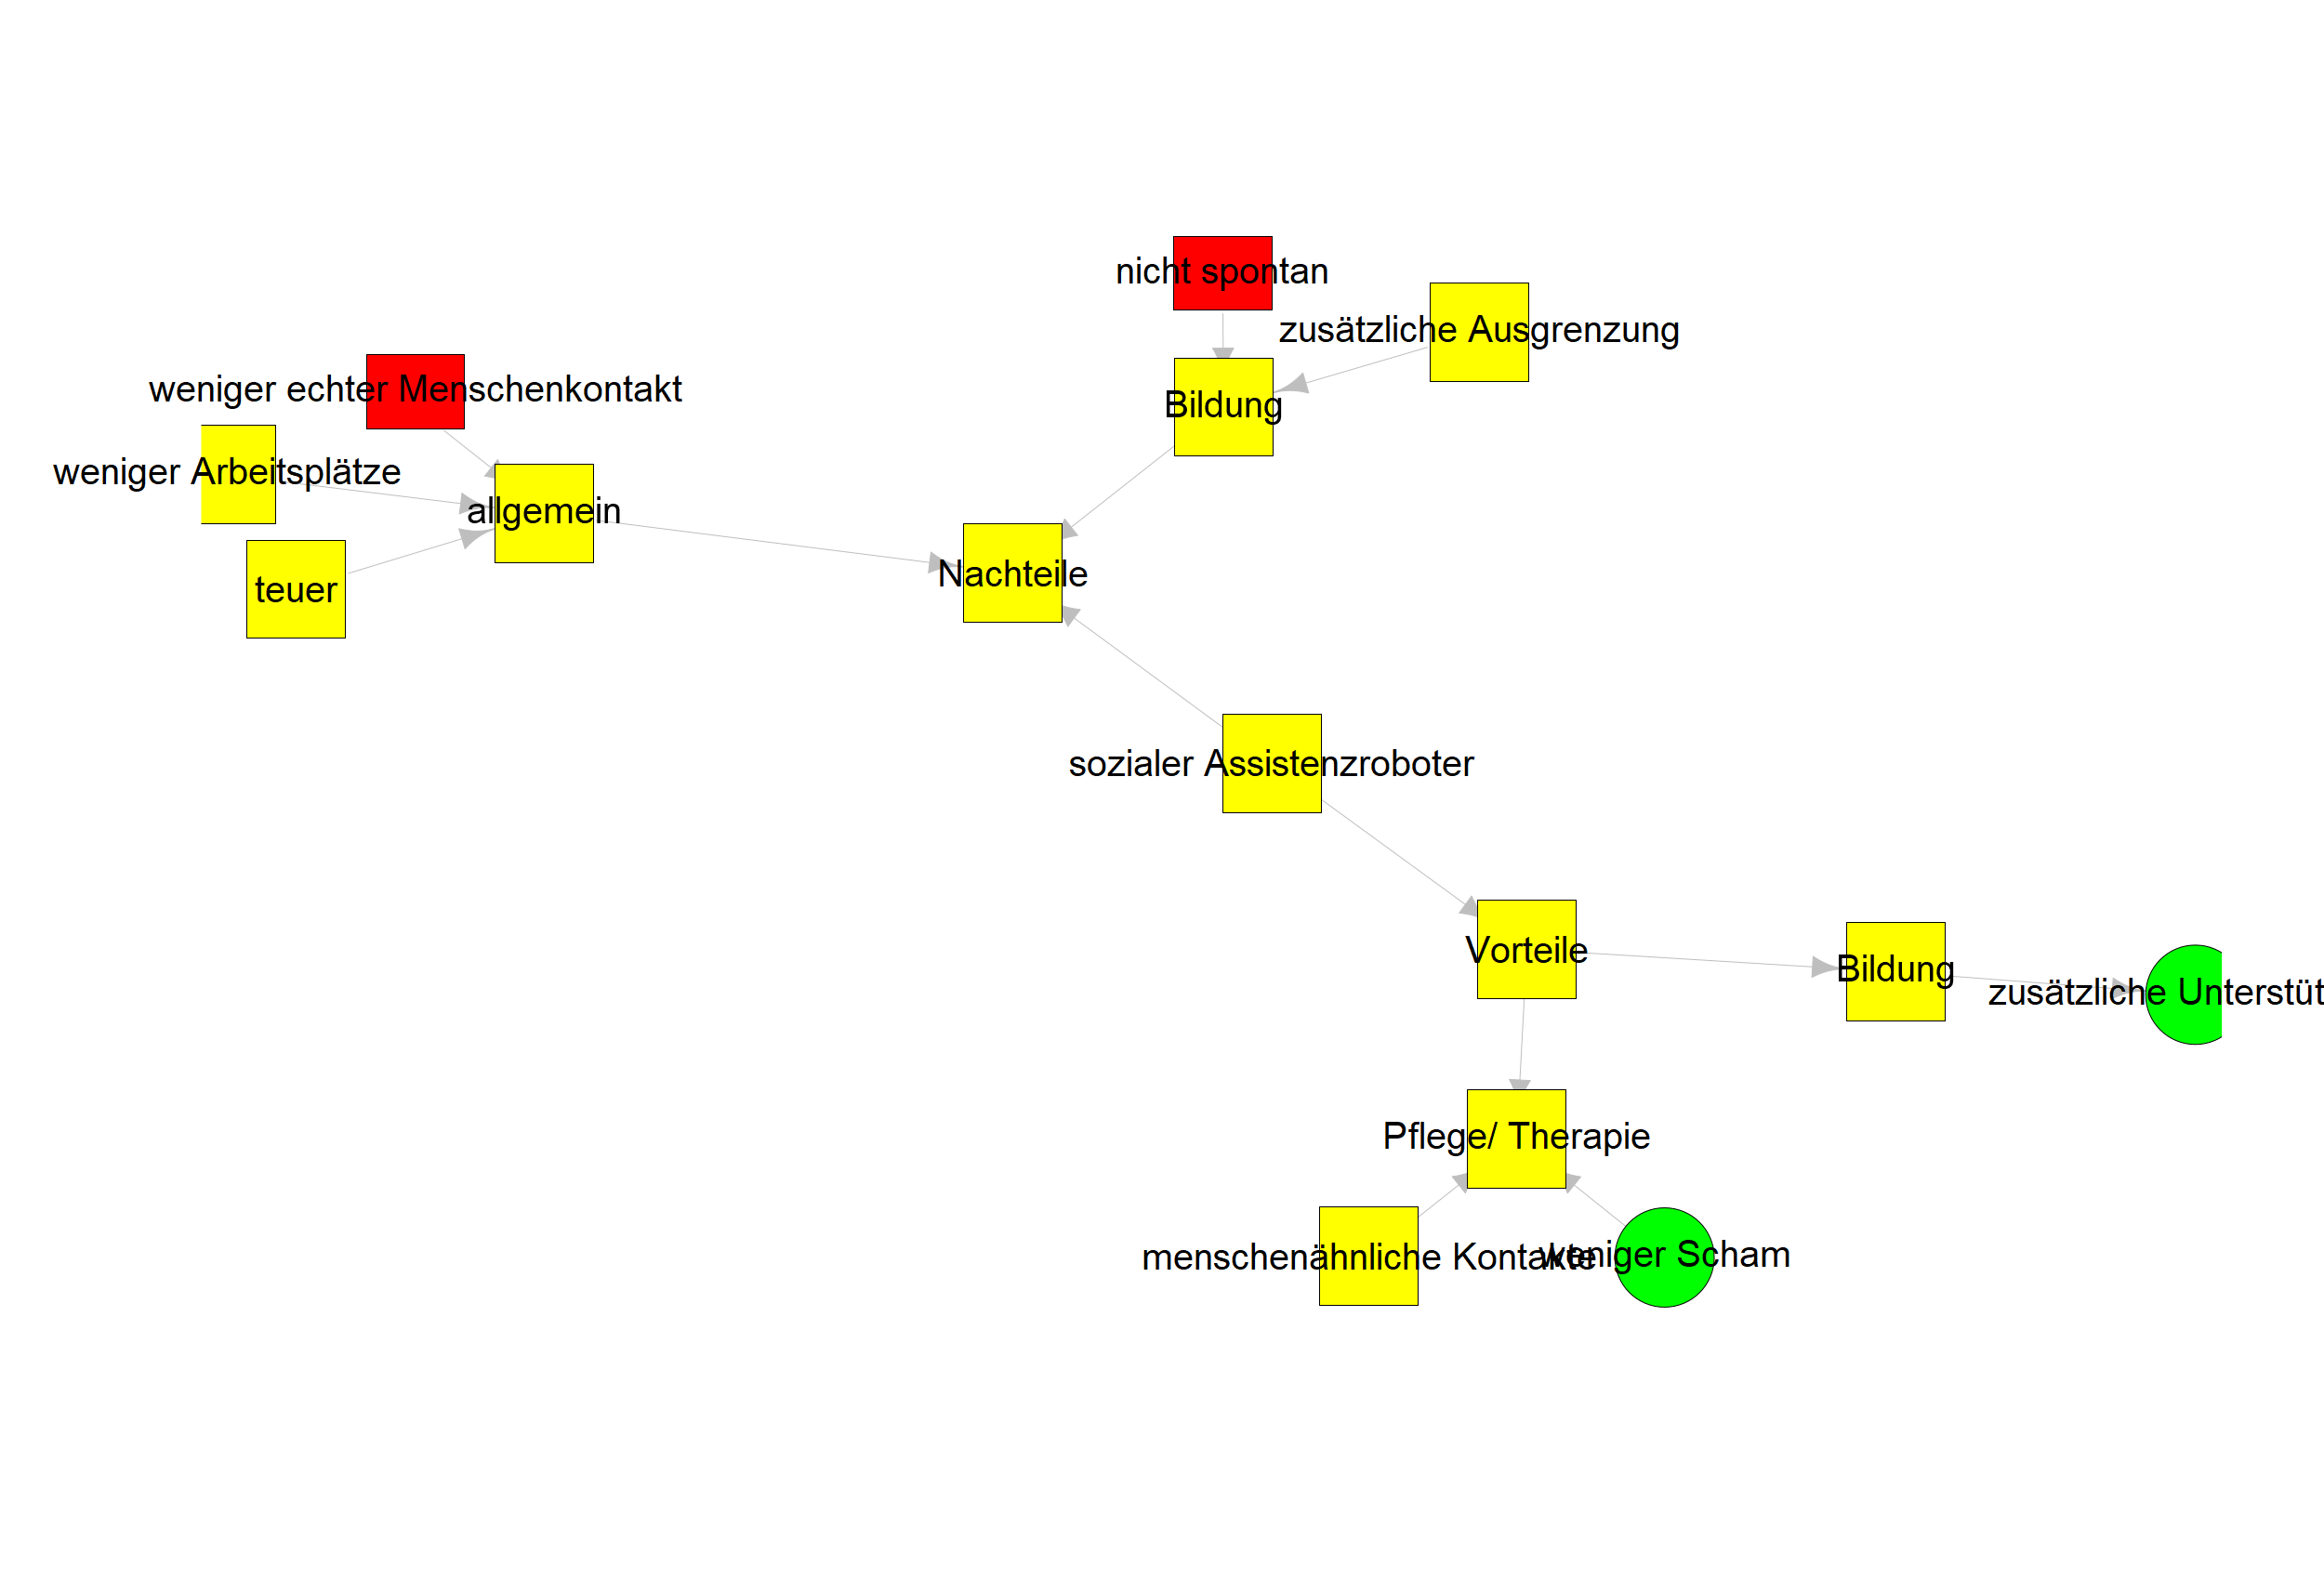 nicht spontan
zusätzliche Ausgrenzung
weniger echter Menschenkontakt
Bildung
weniger Arbeitsplätze
allgemein
Nachteile
teuer
sozialer Assistenzroboter
Vorteile
Bildung
zusätzliche Unterstüt
Pflege/ Therapie
menschenähnliche Kontakte
weniger Scham